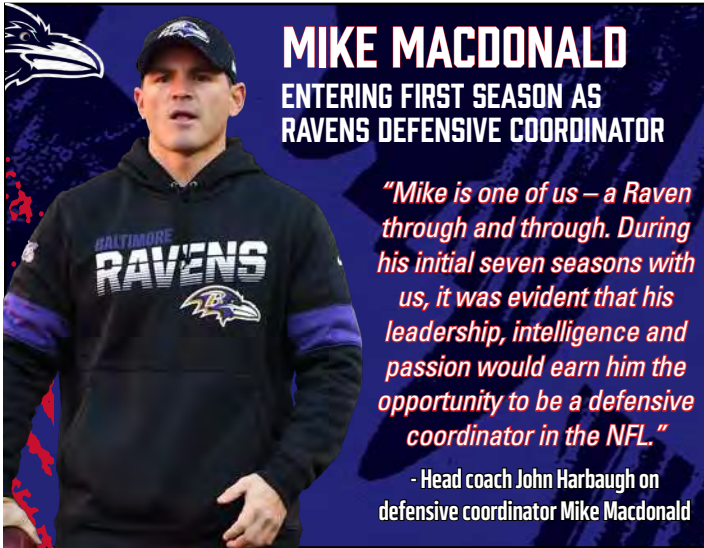 MIKE MACDONALD
ENTERING FIRST SEASON AS
RAVENS DEFENSIVE COORDINATOR
“Mike is one of us – a Raven
through and through. During
his initial seven seasons with
us, it was evident that his
leadership, intelligence and
passion would earn him the
opportunity to be a defensive
coordinator in the NFL.”
- Head coach John Harbaugh on
defensive coordinator Mike Macdonald
BALTIMORE
RAVENS
B